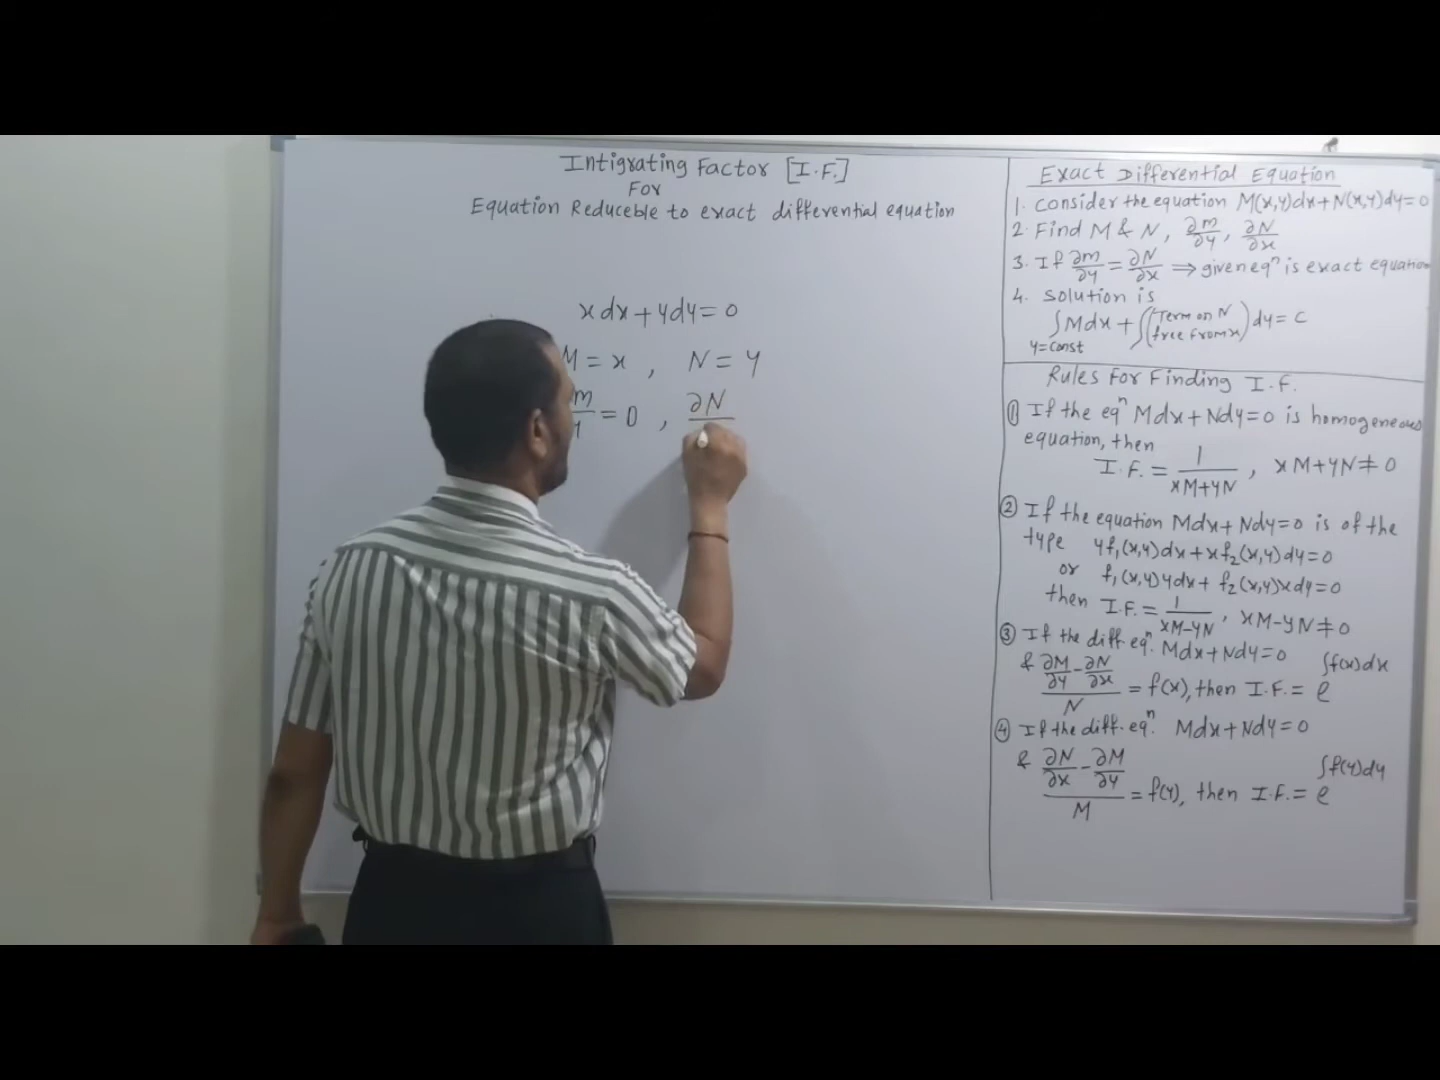 Intigrating Factor [I.F.]
For
Equation Reduceble to exact differential equation
x dx + y dy = 0
M = x , N = y
m = 0 , ∂N
Exact Differential Equation
1. Consider the equation M(x,y)dx+N(x,y)dy=0
2. Find M & N, ∂m/∂y, ∂N/∂x
3. If ∂m/∂y = ∂N/∂x ⇒ given eqⁿ is exact equation
4. Solution is
∫Mdx + ∫(Term on N free from x)dy = c
y=const
Rules For Finding I.F.
① If the eqⁿ Mdx+Ndy=0 is homogeneous
equation, then
I.F. = 1/(xM+yN) , xM+yN≠0
② If the equation Mdx+Ndy=0 is of the
type yf₁(x,y)dx+xf₂(x,y)dy=0
or f₁(x,y)ydx+f₂(x,y)xdy=0
then I.F. = 1/(xM-yN) , xM-yN≠0
③ If the diff. eqⁿ. Mdx+Ndy=0
& (∂M/∂y - ∂N/∂x)/N = f(x), then I.F. = e^∫f(x)dx
④ If the diff. eqⁿ. Mdx+Ndy=0
& (∂N/∂x - ∂M/∂y)/M = f(y), then I.F. = e^∫f(y)dy